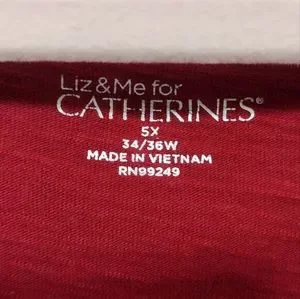 Liz&Me for
CATHERINES®
5X
34/36W
MADE IN VIETNAM
RN99249